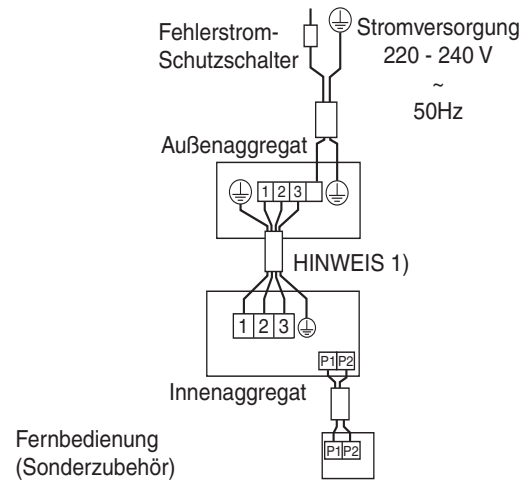 Fehlerstrom-
Schutzschalter
Stromversorgung
220 - 240 V
~
50Hz
Außenaggregat
1 2 3
HINWEIS 1)
1 2 3
P1 P2
Innenaggregat
Fernbedienung
(Sonderzubehör)
P1 P2